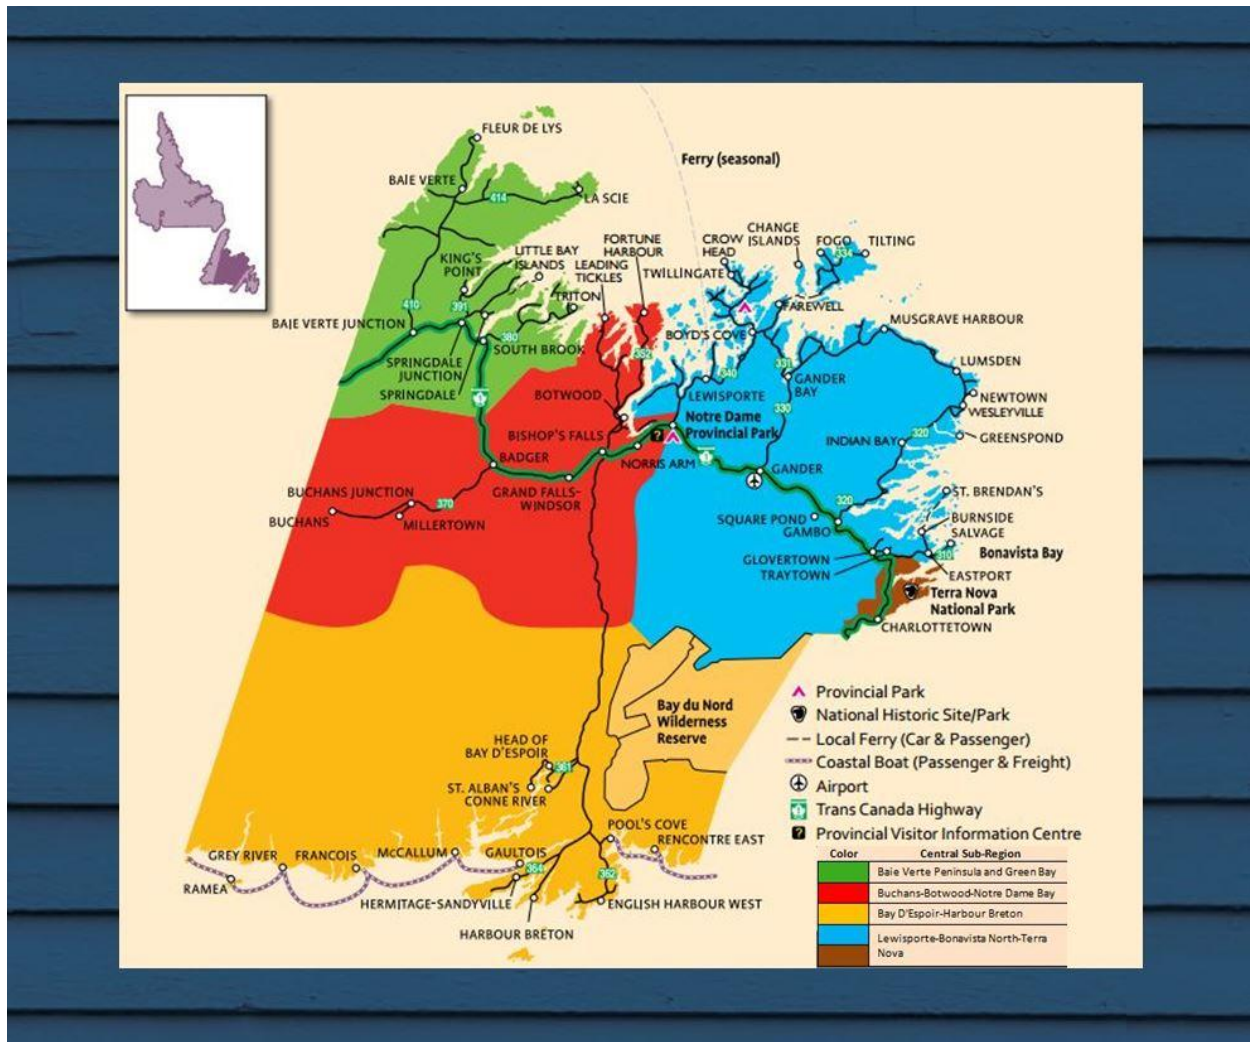 FLEUR DE LYS
Ferry (seasonal)
BAIE VERTE
414
LA SCIE
CHANGE
ISLANDS
FORTUNE
HARBOUR
CROW
HEAD
FOGO
TILTING
334
LITTLE BAY
ISLANDS
KING'S
POINT
LEADING
TICKLES
TWILLINGATE
TRITON
410
391
FAREWELL
BAIE VERTE JUNCTION
380
BOYD'S COVE
MUSGRAVE HARBOUR
SOUTH BROOK
352
SPRINGDALE
JUNCTION
331
LUMSDEN
340
GANDER
BAY
SPRINGDALE
1
BOTWOOD
LEWISPORTE
NEWTOWN
330
WESLEYVILLE
Notre Dame
Provincial Park
320
GREENSPOND
BISHOP'S FALLS
?
INDIAN BAY
BADGER
NORRIS ARM
1
GANDER
BUCHANS JUNCTION
GRAND FALLS-
WINDSOR
370
ST. BRENDAN'S
320
BUCHANS
MILLERTOWN
SQUARE POND
GAMBO
BURNSIDE
SALVAGE
GLOVERTOWN
310
Bonavista Bay
TRAYTOWN
EASTPORT
Terra Nova
National Park
CHARLOTTETOWN
Bay du Nord
Wilderness
Reserve
HEAD OF
BAY D'ESPOIR
361
ST. ALBAN'S
CONNE RIVER
POOL'S COVE
RENCONTRE EAST
GREY RIVER
FRANCOIS
McCALLUM
GAULTOIS
364
362
RAMEA
HERMITAGE-SANDYVILLE
ENGLISH HARBOUR WEST
HARBOUR BRETON
Provincial Park
National Historic Site/Park
Local Ferry (Car & Passenger)
Coastal Boat (Passenger & Freight)
Airport
1 Trans Canada Highway
? Provincial Visitor Information Centre
Color Central Sub-Region
Baie Verte Peninsula and Green Bay
Buchans-Botwood-Notre Dame Bay
Bay D'Espoir-Harbour Breton
Lewisporte-Bonavista North-Terra
Nova